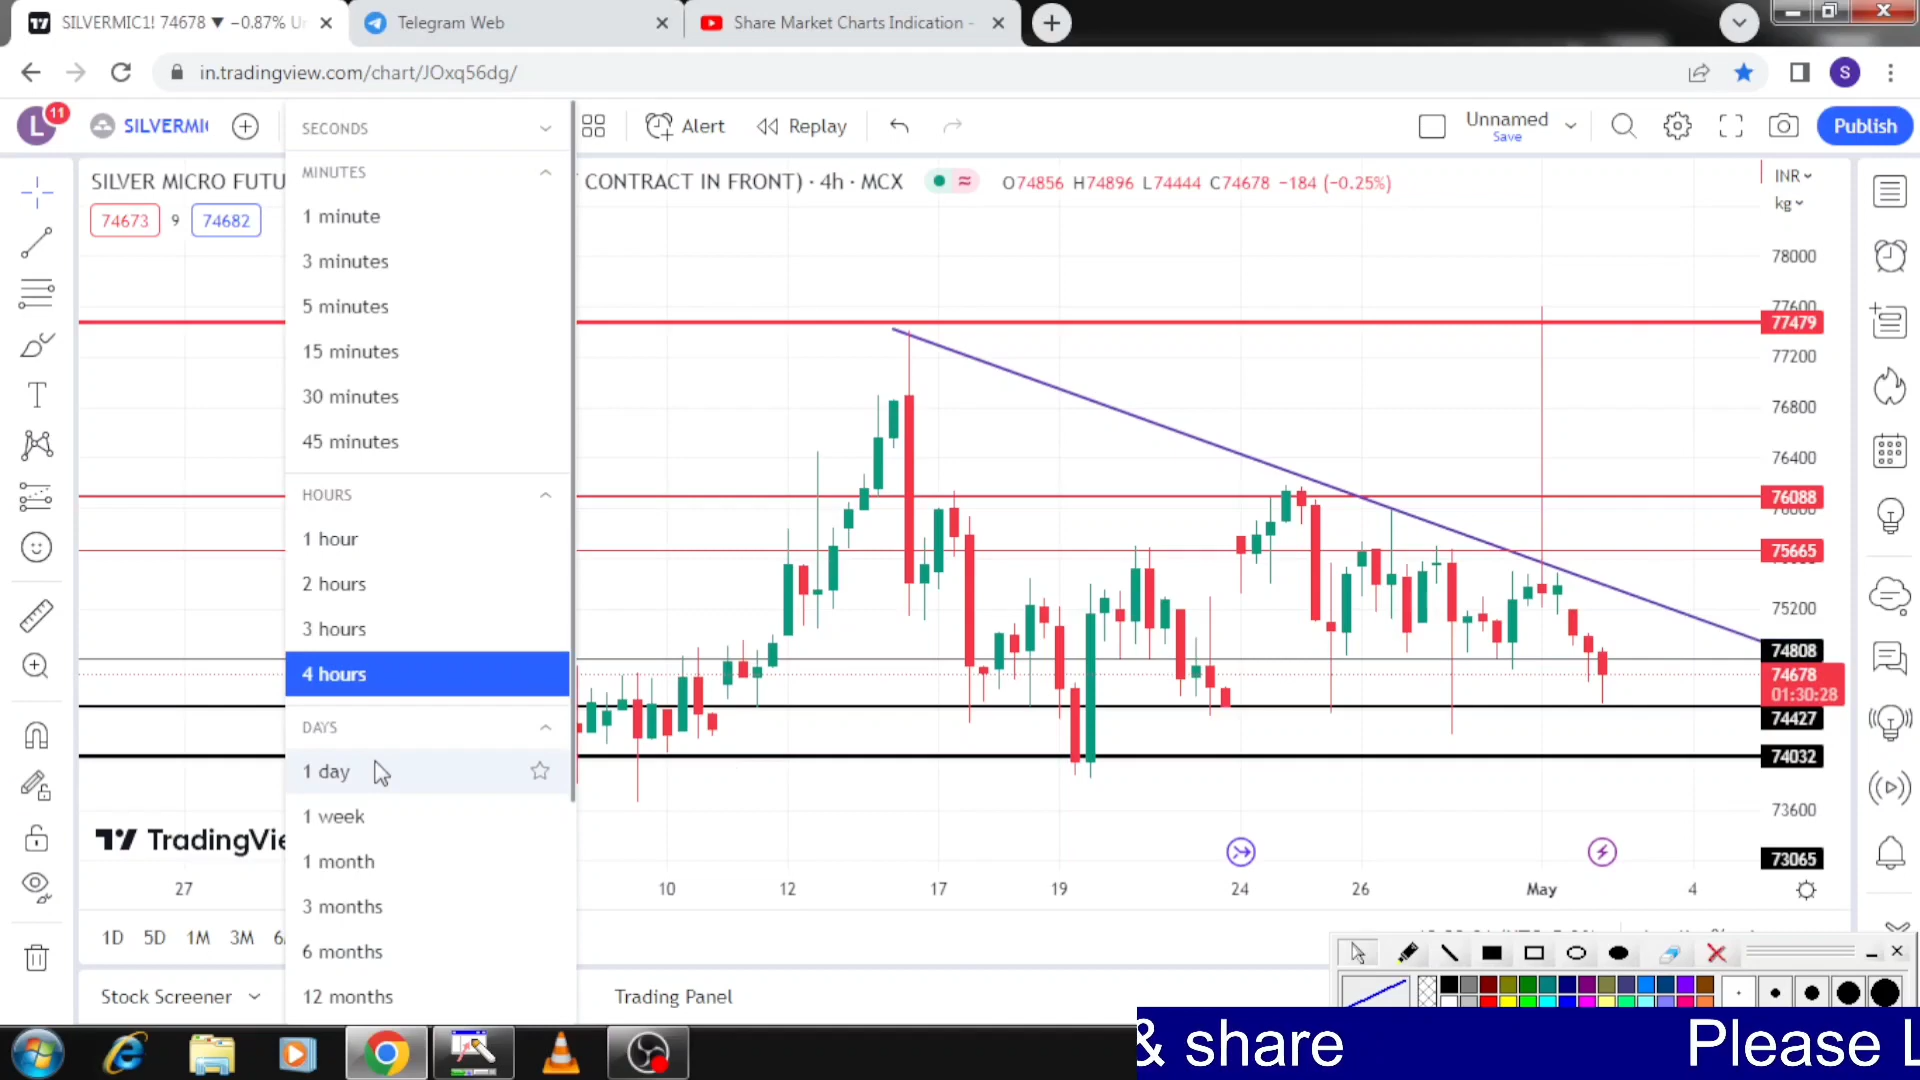 SILVERMIC1! 74678 ▼ −0.87%
Telegram Web
Share Market Charts Indication -
in.tradingview.com/chart/JOxq56dg/
S
L
11
SILVERMI
Alert
Replay
Unnamed
Save
Publish
SECONDS
MINUTES
1 minute
3 minutes
5 minutes
15 minutes
30 minutes
45 minutes
HOURS
1 hour
2 hours
3 hours
4 hours
DAYS
1 day
1 week
1 month
3 months
6 months
12 months
SILVER MICRO FUTU
CONTRACT IN FRONT) · 4h · MCX
O74856 H74896 L74444 C74678 −184 (−0.25%)
74673
9
74682
INR
kg
78000
77600
77479
77200
76800
76400
76088
76000
75665
75200
74808
74678
01:30:28
74427
74032
73600
73065
TradingVie
27
10
12
17
19
24
26
May
4
1D 5D 1M 3M
Stock Screener
Trading Panel
& share
Please L